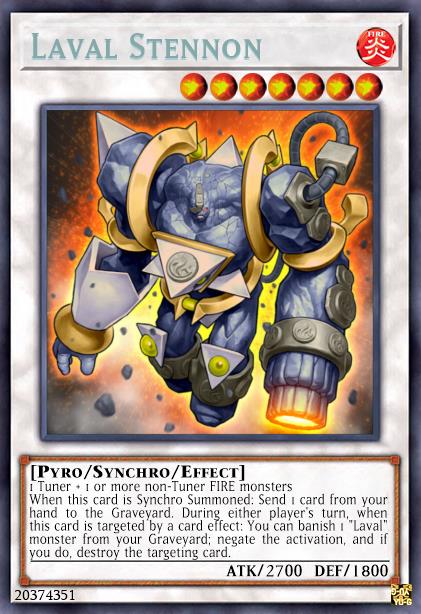 LAVAL STENNON
FIRE
炎
[PYRO/SYNCHRO/EFFECT]
1 Tuner + 1 or more non-Tuner FIRE monsters
When this card is Synchro Summoned: Send 1 card from your
hand to the Graveyard. During either player's turn, when
this card is targeted by a card effect: You can banish 1 "Laval"
monster from your Graveyard; negate the activation, and if
you do, destroy the targeting card.
ATK/2700 DEF/1800
20374351